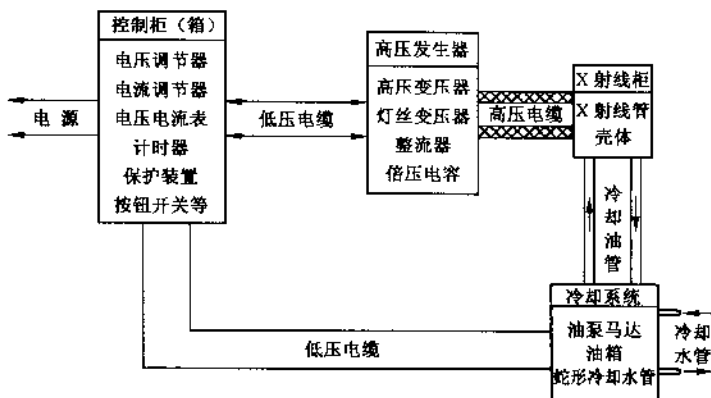 控制柜（箱）
电压调节器
电流调节器
电压电流表
计时器
保护装置
按钮开关等
电 源
低压电缆
高压发生器
高压变压器
灯丝变压器
整流器
倍压电容
高压电缆
X 射线柜
X 射线管
壳体
冷却油管
冷却系统
油泵马达
油箱
蛇形冷却水管
冷却
水管
低压电缆